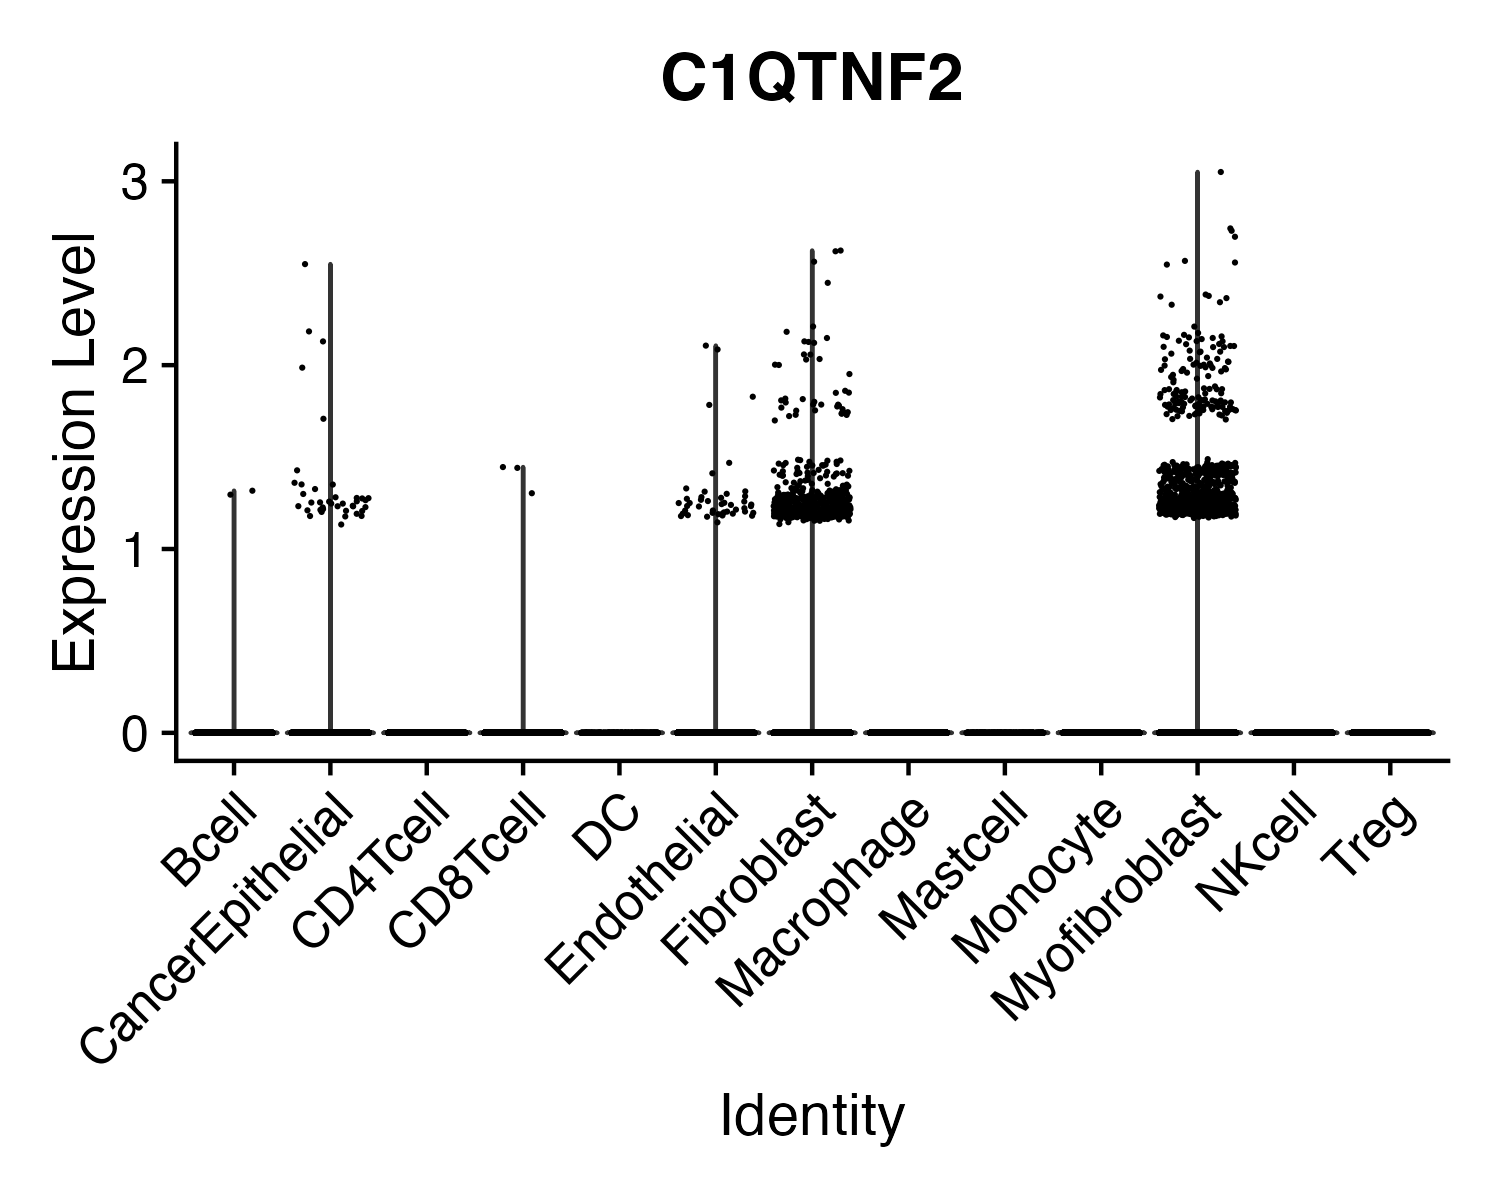 C1QTNF2
Expression Level
3
2
1
0
Bcell
CancerEpithelial
CD4Tcell
CD8Tcell
DC
Endothelial
Fibroblast
Macrophage
Mastcell
Monocyte
Myofibroblast
NKcell
Treg
Identity